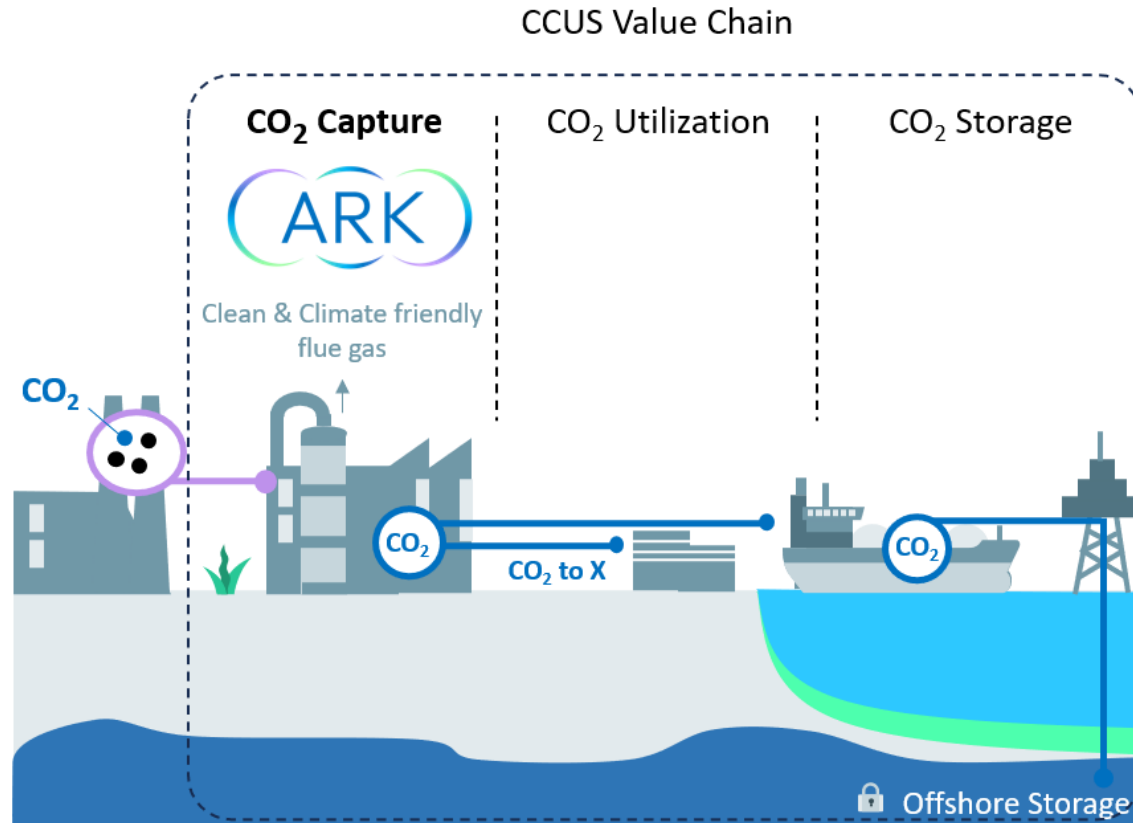 CCUS Value Chain
CO₂ Capture
CO₂ Utilization
CO₂ Storage
ARK
Clean & Climate friendly
flue gas
CO₂
CO₂
CO₂ to X
CO₂
Offshore Storage